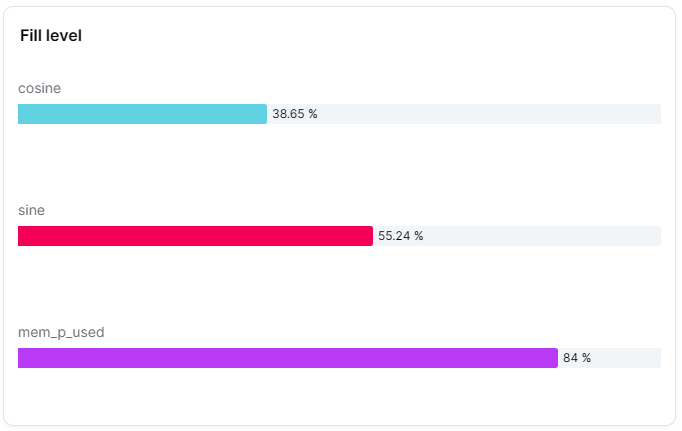 Fill level
cosine
38.65 %
sine
55.24 %
mem_p_used
84 %